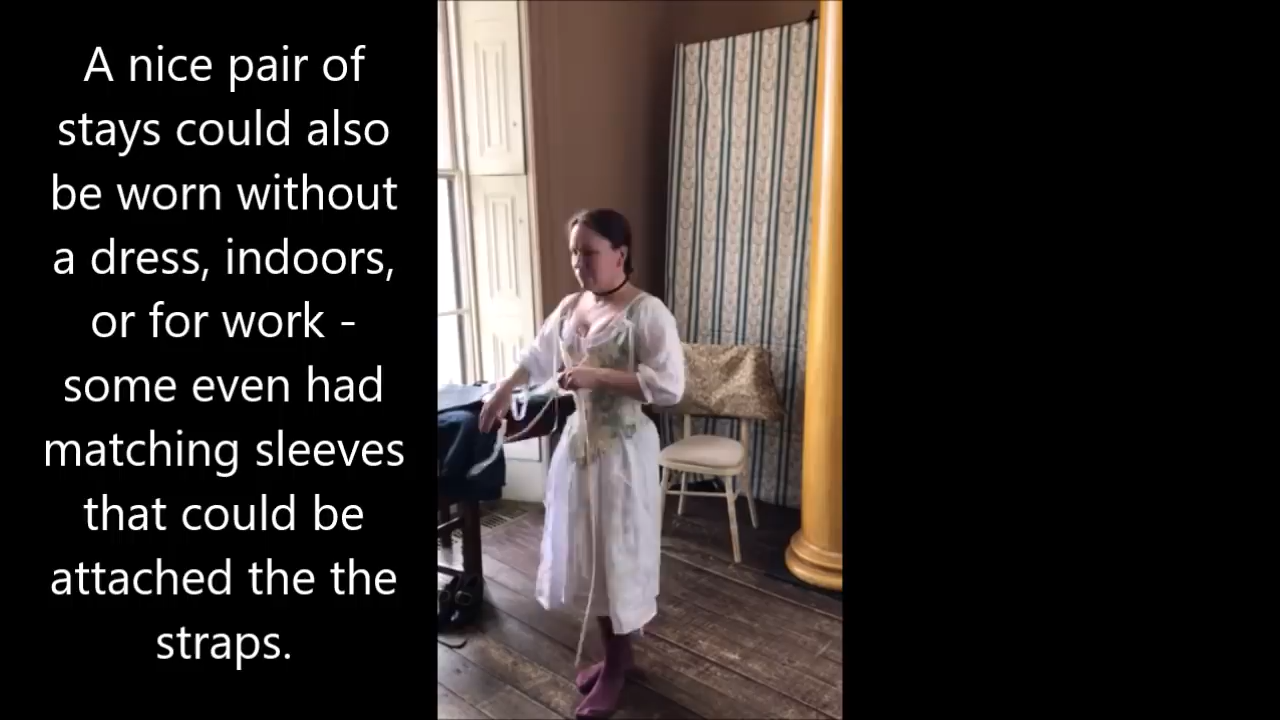 A nice pair of
stays could also
be worn without
a dress, indoors,
or for work -
some even had
matching sleeves
that could be
attached the the
straps.